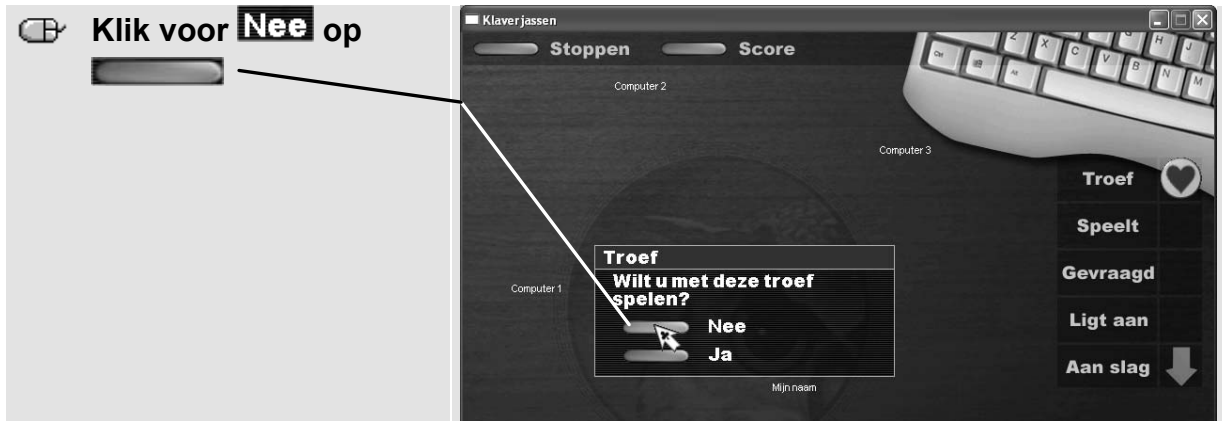 Klik voor Nee op
Klaverjassen
Stoppen Score
Computer 2
Computer 3
Troef
Speelt
Gevraagd
Ligt aan
Aan slag
Computer 1
Troef
Wilt u met deze troef
spelen?
Nee
Ja
Mijn naam